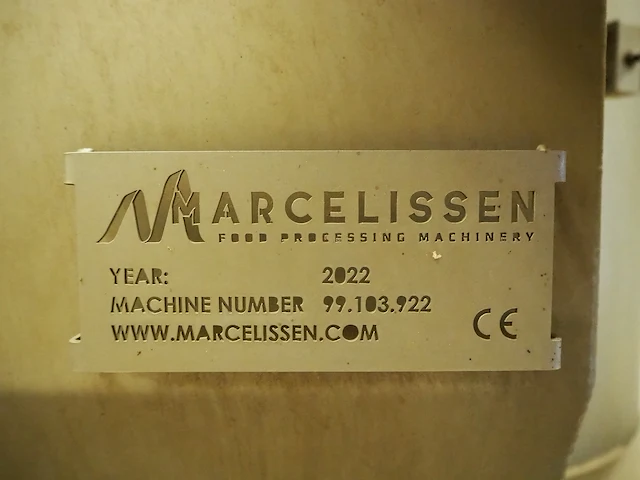 MARCELISSEN
FOOD PROCESSING MACHINERY
YEAR: 2022
MACHINE NUMBER 99.103.922
WWW.MARCELISSEN.COM
CE